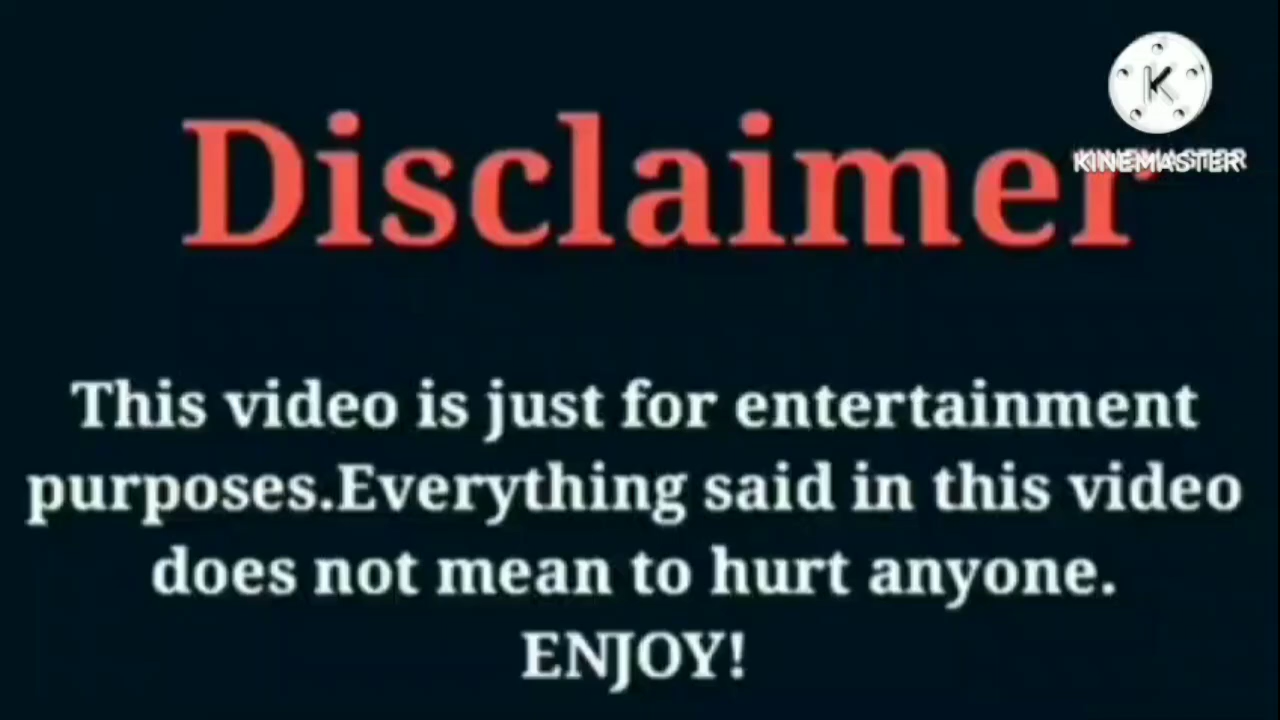 K
KINEMASTER
Disclaimer
This video is just for entertainment
purposes.Everything said in this video
does not mean to hurt anyone.
ENJOY!